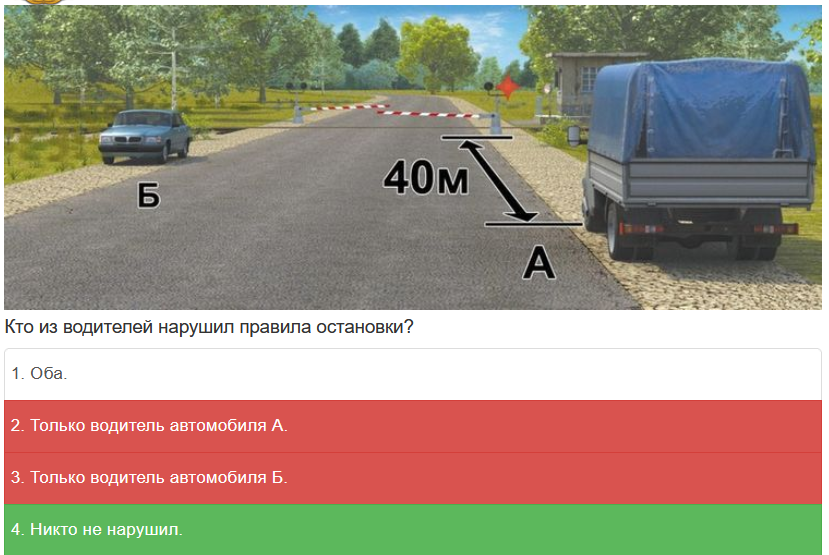 40м
Б
А
Кто из водителей нарушил правила остановки?
1. Оба.
2. Только водитель автомобиля А.
3. Только водитель автомобиля Б.
4. Никто не нарушил.